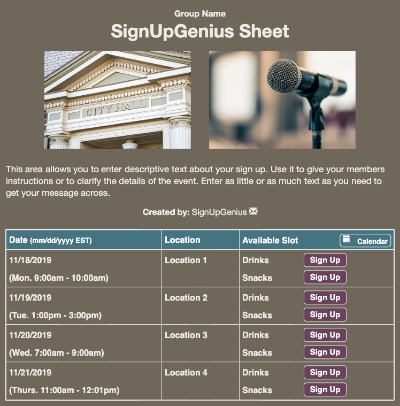 Group Name
SignUpGenius Sheet
CITY HALL
This area allows you to enter descriptive text about your sign up. Use it to give your members
instructions or to clarify the details of the event. Enter as little or as much text as you need to
get your message across.
Created by: SignUpGenius
Date (mm/dd/yyyy EST) Location Available Slot Calendar
11/18/2019 Location 1 Drinks Sign Up
(Mon. 9:00am - 10:00am) Snacks Sign Up
11/19/2019 Location 2 Drinks Sign Up
(Tue. 1:00pm - 3:00pm) Snacks Sign Up
11/20/2019 Location 3 Drinks Sign Up
(Wed. 7:00am - 9:00am) Snacks Sign Up
11/21/2019 Location 4 Drinks Sign Up
(Thurs. 11:00am - 12:01pm) Snacks Sign Up